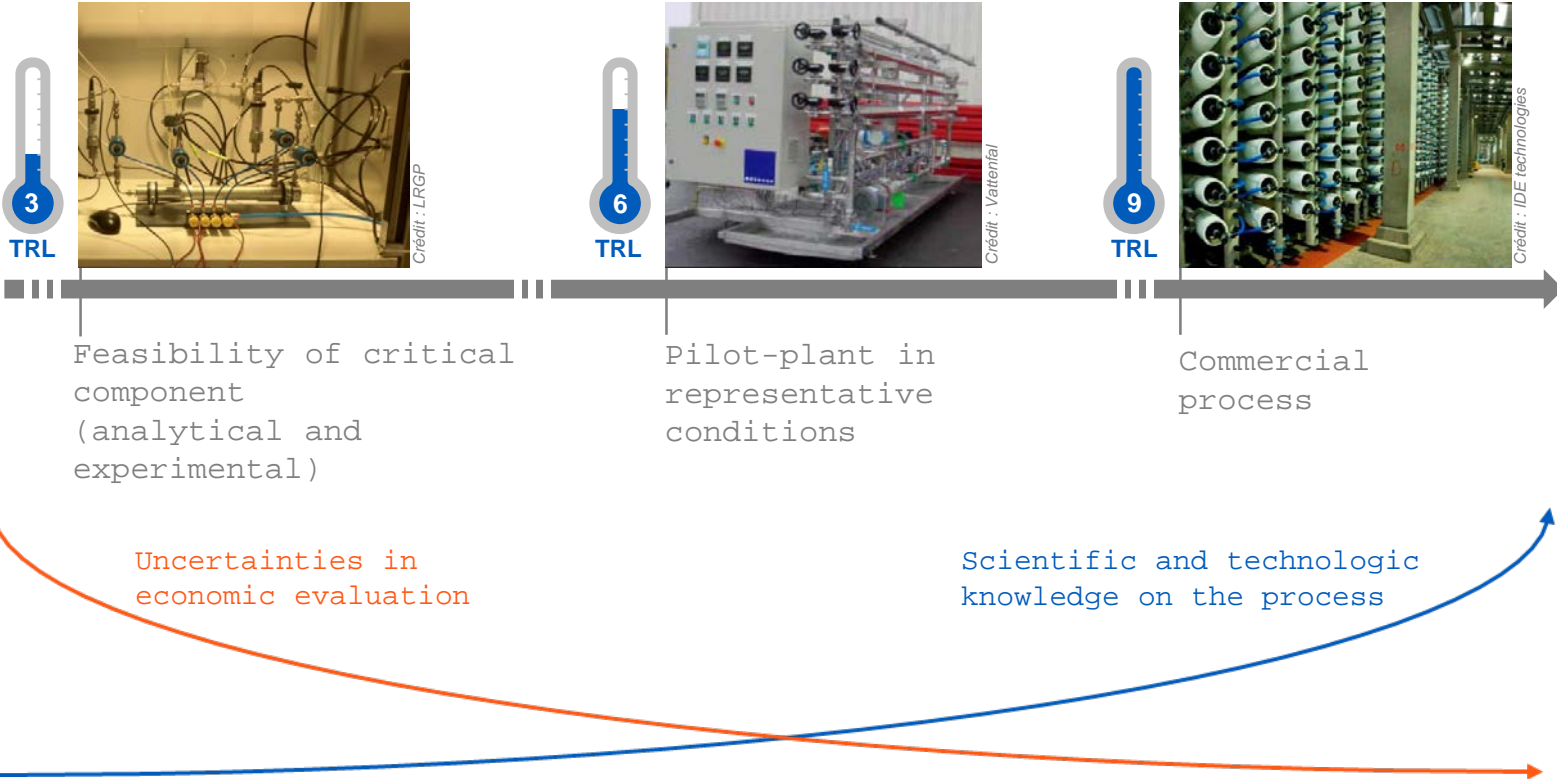 3
TRL
Crédit : LRGP
6
TRL
Crédit : Vattenfal
9
TRL
Crédit : IDE technologies
Feasibility of critical
component
(analytical and
experimental)
Pilot-plant in
representative
conditions
Commercial
process
Uncertainties in
economic evaluation
Scientific and technologic
knowledge on the process